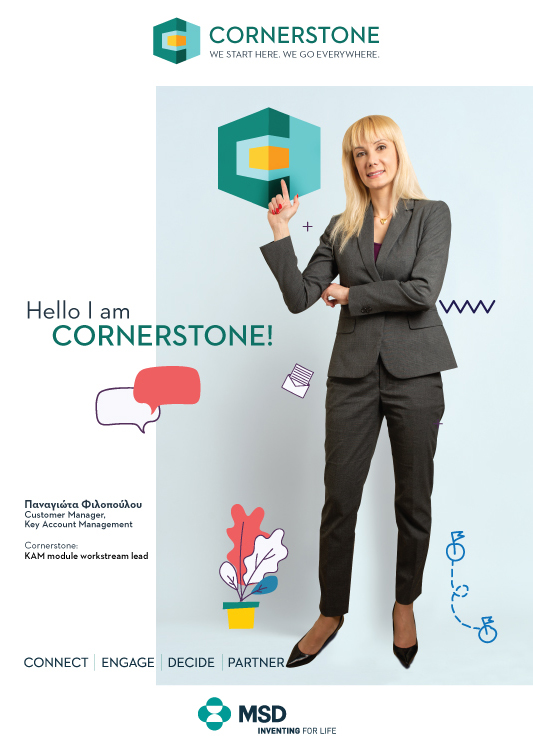 CORNERSTONE
WE START HERE. WE GO EVERYWHERE.
Hello I am
CORNERSTONE!
Παναγιώτα Φιλοπούλου
Customer Manager,
Key Account Management
Cornerstone:
KAM module workstream lead
CONNECT | ENGAGE | DECIDE | PARTNER
MSD
INVENTING FOR LIFE